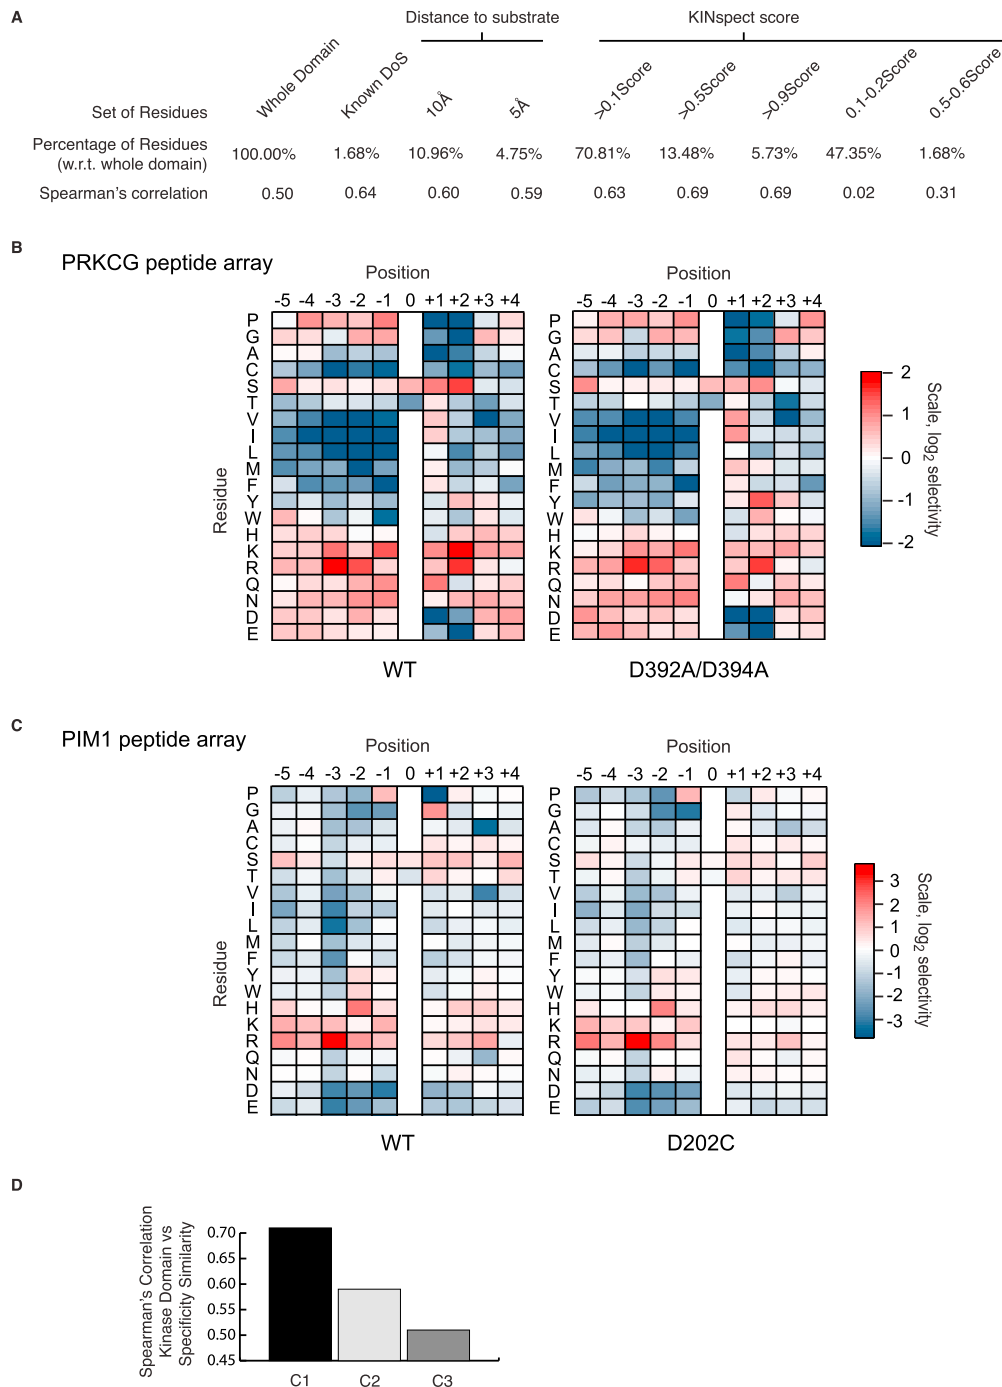 A
Distance to substrate
KINspect score
Whole Domain
Known DoS
10Å
5Å
>0.1Score
>0.5Score
>0.9Score
0.1-0.2Score
0.5-0.6Score
Set of Residues
Percentage of Residues
(w.r.t. whole domain)
100.00% 1.68% 10.96% 4.75% 70.81% 13.48% 5.73% 47.35% 1.68%
Spearman's correlation 0.50 0.64 0.60 0.59 0.63 0.69 0.69 0.02 0.31
B
PRKCG peptide array
Position
Position
-5 -4 -3 -2 -1 0 +1 +2 +3 +4
-5 -4 -3 -2 -1 0 +1 +2 +3 +4
P P
G G
A A
C C
S S
T T
V V
I I
L L
M M
F F
Y Y
W W
H H
K K
R R
Q Q
N N
D D
E E
Residue
2
1
0
-1
-2
Scale, log2 selectivity
WT
D392A/D394A
C
PIM1 peptide array
Position
Position
-5 -4 -3 -2 -1 0 +1 +2 +3 +4
-5 -4 -3 -2 -1 0 +1 +2 +3 +4
P P
G G
A A
C C
S S
T T
V V
I I
L L
M M
F F
Y Y
W W
H H
K K
R R
Q Q
N N
D D
E E
Residue
3
2
1
0
-1
-2
-3
Scale, log2 selectivity
WT
D202C
D
Spearman's Correlation
Kinase Domain vs
Specificity Similarity
0.70
0.65
0.60
0.55
0.50
0.45
C1 C2 C3